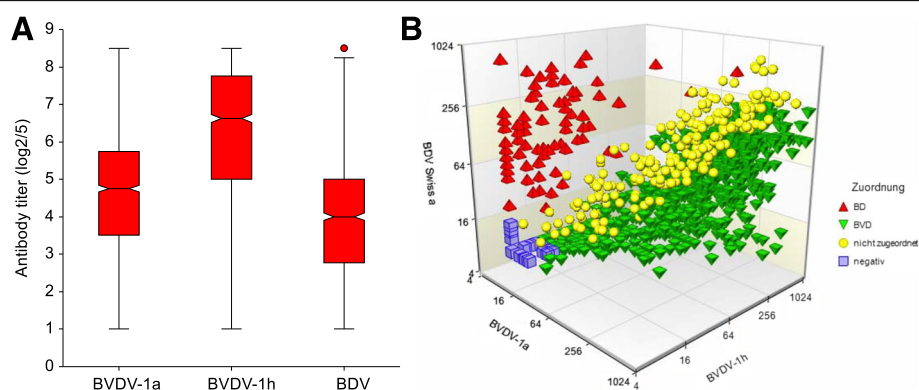 A
9
8
7
6
5
4
3
2
1
0
Antibody titer (log2/5)
BVDV-1a
BVDV-1h
BDV
B
1024
256
64
16
4
BDV Swiss a
4
16
64
256
1024
BVDV-1a
4
16
64
256
1024
BVDV-1h
Zuordnung
BD
BVD
nicht zugeordnet
negativ